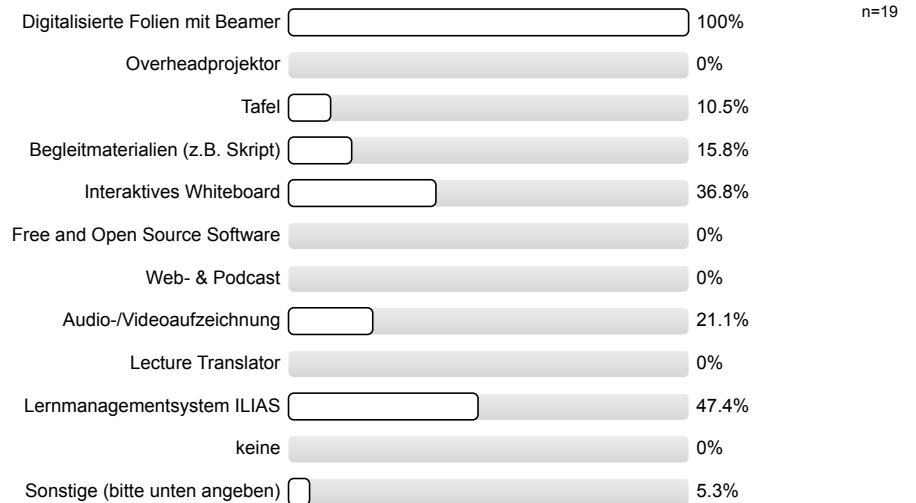 Digitalisierte Folien mit Beamer 100% n=19
Overheadprojektor 0%
Tafel 10.5%
Begleitmaterialien (z.B. Skript) 15.8%
Interaktives Whiteboard 36.8%
Free and Open Source Software 0%
Web- & Podcast 0%
Audio-/Videoaufzeichnung 21.1%
Lecture Translator 0%
Lernmanagementsystem ILIAS 47.4%
keine 0%
Sonstige (bitte unten angeben) 5.3%